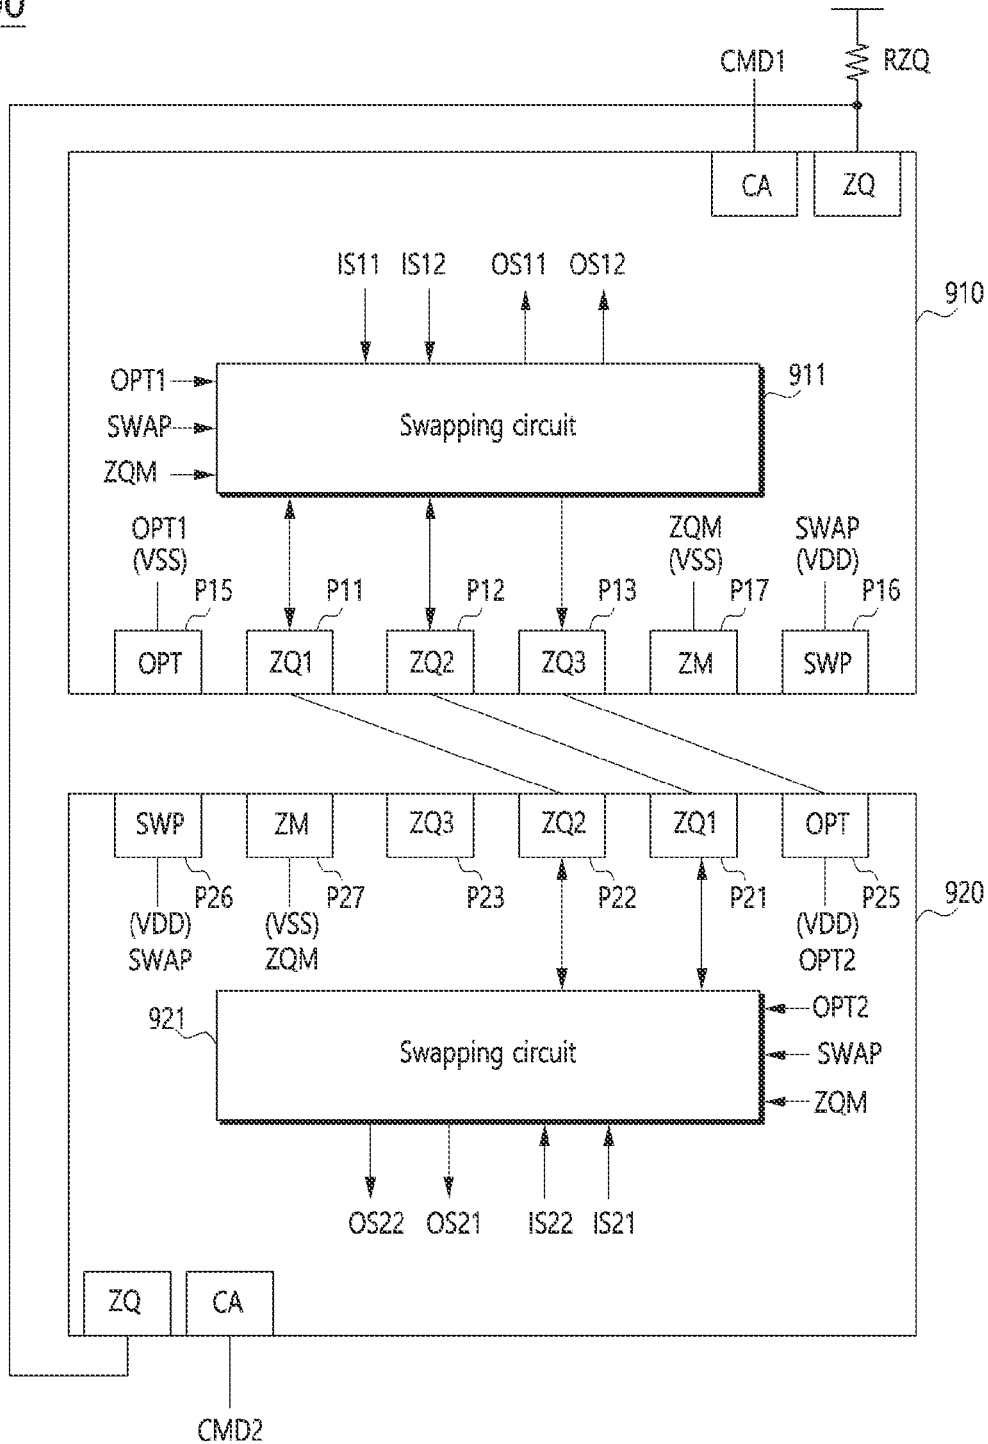 RZQ
CMD1
CA
ZQ
IS11
IS12
OS11
OS12
910
OPT1
911
SWAP
Swapping circuit
ZQM
OPT1
(VSS)
ZQM
(VSS)
SWAP
(VDD)
P15
P11
P12
P13
P17
P16
OPT
ZQ1
ZQ2
ZQ3
ZM
SWP
SWP
ZM
ZQ3
ZQ2
ZQ1
OPT
P26
P27
P23
P22
P21
P25
920
(VDD)
SWAP
(VSS)
ZQM
(VDD)
OPT2
921
OPT2
Swapping circuit
SWAP
ZQM
OS22
OS21
IS22
IS21
ZQ
CA
CMD2